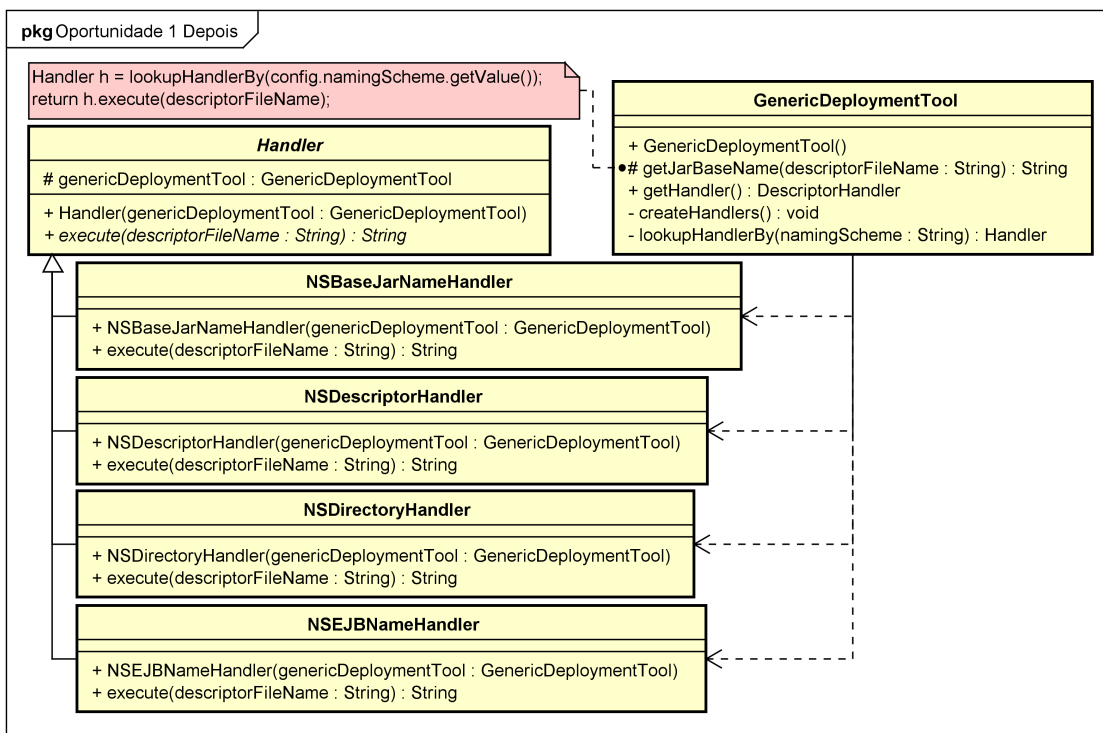 pkg Oportunidade 1 Depois
Handler h = lookupHandlerBy(config.namingScheme.getValue());
return h.execute(descriptorFileName);
GenericDeploymentTool
+ GenericDeploymentTool()
# getJarBaseName(descriptorFileName : String) : String
+ getHandler() : DescriptorHandler
- createHandlers() : void
- lookupHandlerBy(namingScheme : String) : Handler
Handler
# genericDeploymentTool : GenericDeploymentTool
+ Handler(genericDeploymentTool : GenericDeploymentTool)
+ execute(descriptorFileName : String) : String
NSBaseJarNameHandler
+ NSBaseJarNameHandler(genericDeploymentTool : GenericDeploymentTool)
+ execute(descriptorFileName : String) : String
NSDescriptorHandler
+ NSDescriptorHandler(genericDeploymentTool : GenericDeploymentTool)
+ execute(descriptorFileName : String) : String
NSDirectoryHandler
+ NSDirectoryHandler(genericDeploymentTool : GenericDeploymentTool)
+ execute(descriptorFileName : String) : String
NSEJBNameHandler
+ NSEJBNameHandler(genericDeploymentTool : GenericDeploymentTool)
+ execute(descriptorFileName : String) : String